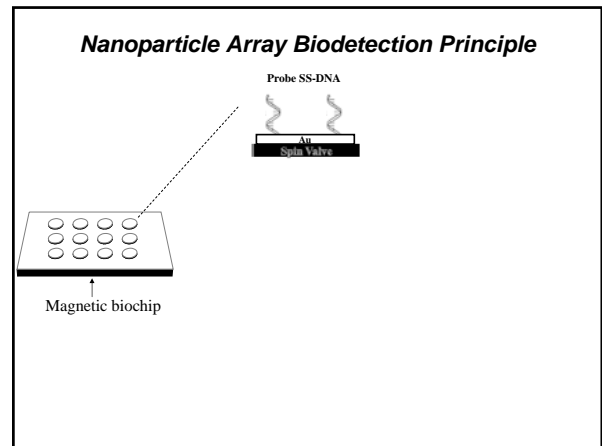 Nanoparticle Array Biodetection Principle
Probe SS-DNA
Au
Spin Valve
Magnetic biochip